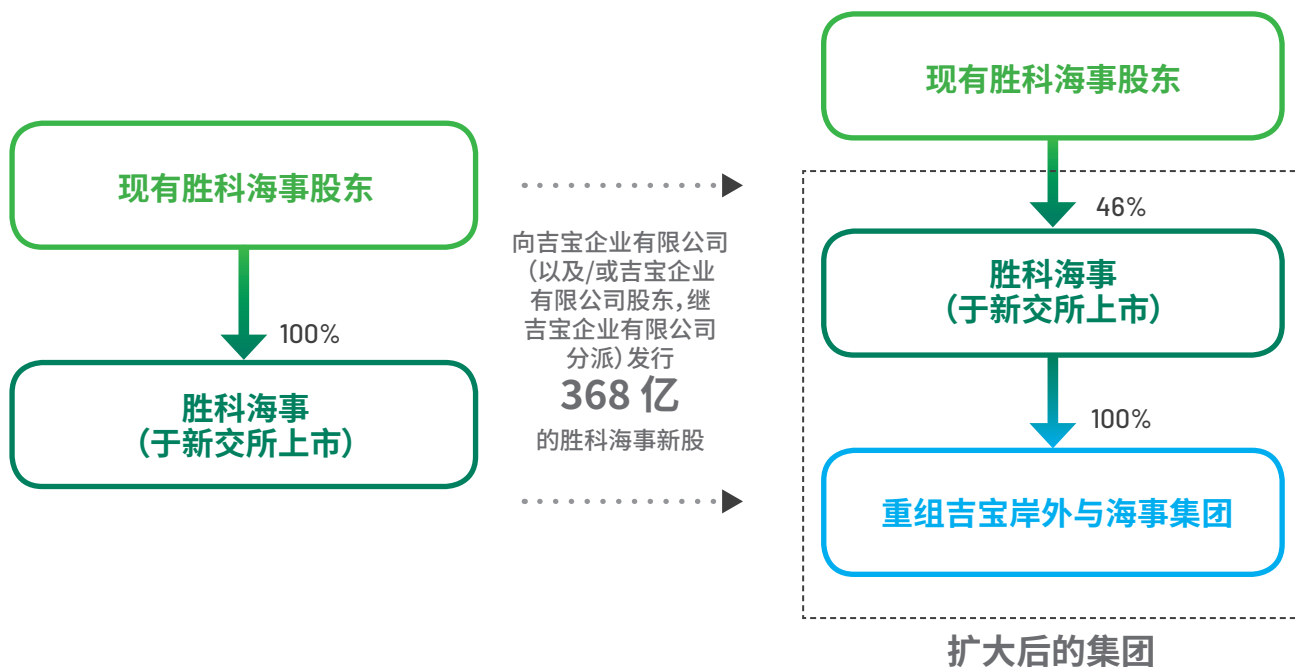 现有胜科海事股东
100%
胜科海事
（于新交所上市）
向吉宝企业有限公司
（以及/或吉宝企业
有限公司股东，继
吉宝企业有限公司
分派）发行
368 亿
的胜科海事新股
现有胜科海事股东
46%
胜科海事
（于新交所上市）
100%
重组吉宝岸外与海事集团
扩大后的集团